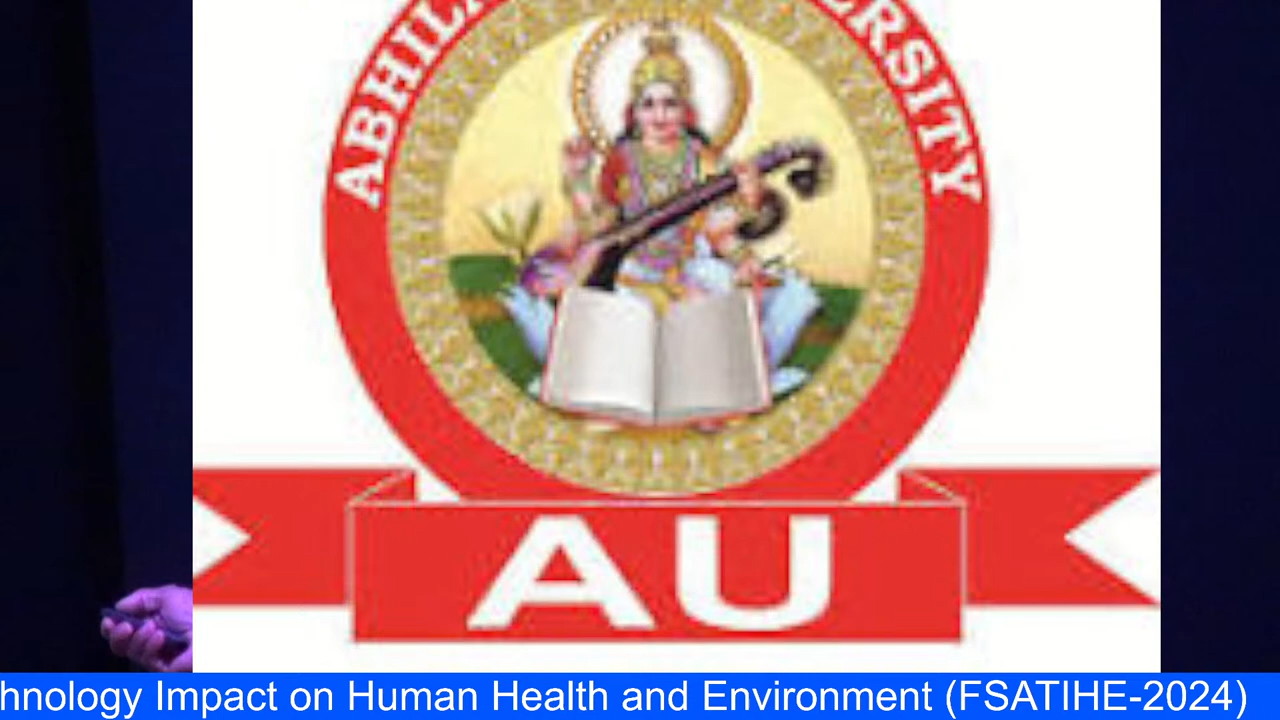 ABHIL
ERSITY
AU
hnology Impact on Human Health and Environment (FSATIHE-2024)